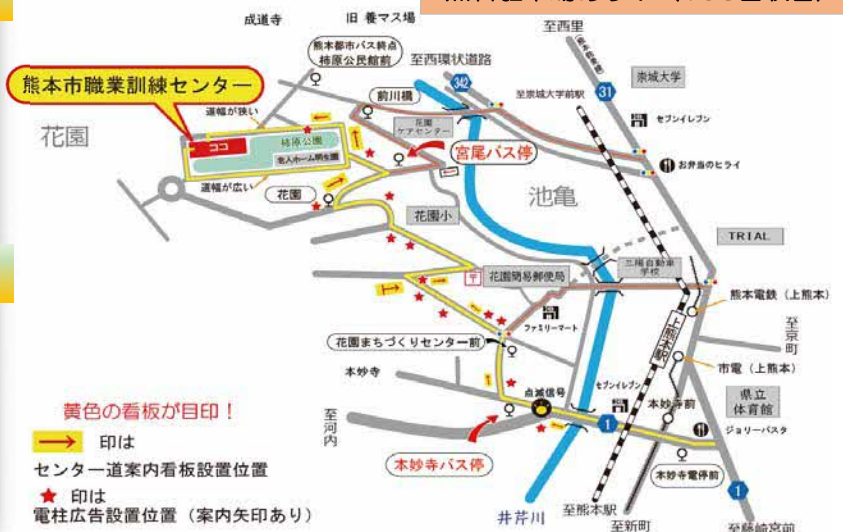 成道寺
旧 養マス場
至西里
熊本都市バス終点
柿原公民館前
至西環状道路
342
至崇城大学前駅
31
崇城大学
セブンイレブン
お弁当のヒライ
熊本市職業訓練センター
前川橋
道幅が狭い
花園
ケアセンター
花園
ココ
柿原公園
老人ホーム明生園
宮尾バス停
道幅が広い
花園
池亀
花園小
TRIAL
三陽自動車
学校
〒
花園簡易郵便局
熊本電鉄(上熊本)
ファミリーマート
上熊本駅
至京町
花園まちづくりセンター前
市電(上熊本)
本妙寺
点滅信号
セブンイレブン
本妙寺前
県立
体育館
黄色の看板が目印!
至河内
1
ジョリーパスタ
印は
センター道案内看板設置位置
本妙寺バス停
本妙寺電停前
印は
電柱広告設置位置(案内矢印あり)
井芹川
至熊本駅
至新町
1
至藤崎宮前